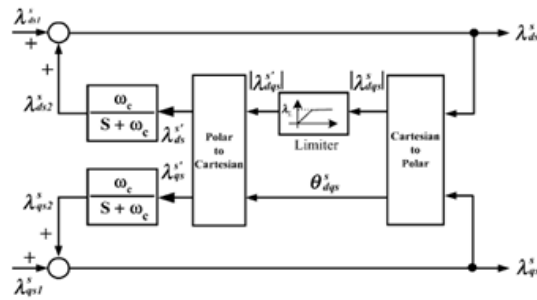 λ^s_ds1
λ^s_ds
+
+
|λ^s'_dqs|
|λ^s_dqs|
λ^s_ds2
ω_c
S + ω_c
λ^s'_ds
Polar
to
Cartesian
λ_L
Limiter
Cartesian
to
Polar
λ^s'_qs
θ^s_dqs
λ^s_qs2
ω_c
S + ω_c
+
+
λ^s_qs1
λ^s_qs